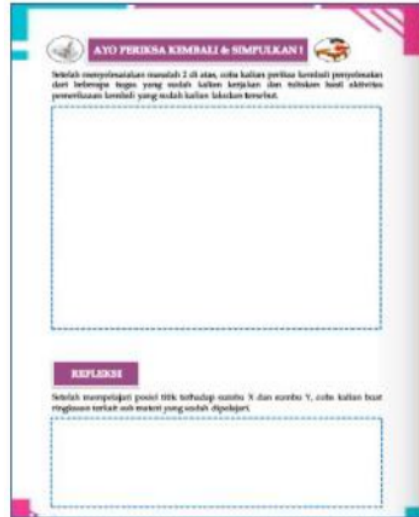 AYO PERIKSA KEMBALI & SIMPULKAN !
Setelah menyelesaikan masalah 2 di atas, coba kalian periksa kembali penyelesaian
dari beberapa tugas yang sudah kalian kerjakan dan tuliskan hasil aktivitas
pemeriksaan kembali yang sudah kalian lakukan tersebut.
REFLEKSI
Setelah mempelajari posisi titik terhadap sumbu X dan sumbu Y, coba kalian buat
ringkasan terkait sub materi yang sudah dipelajari.